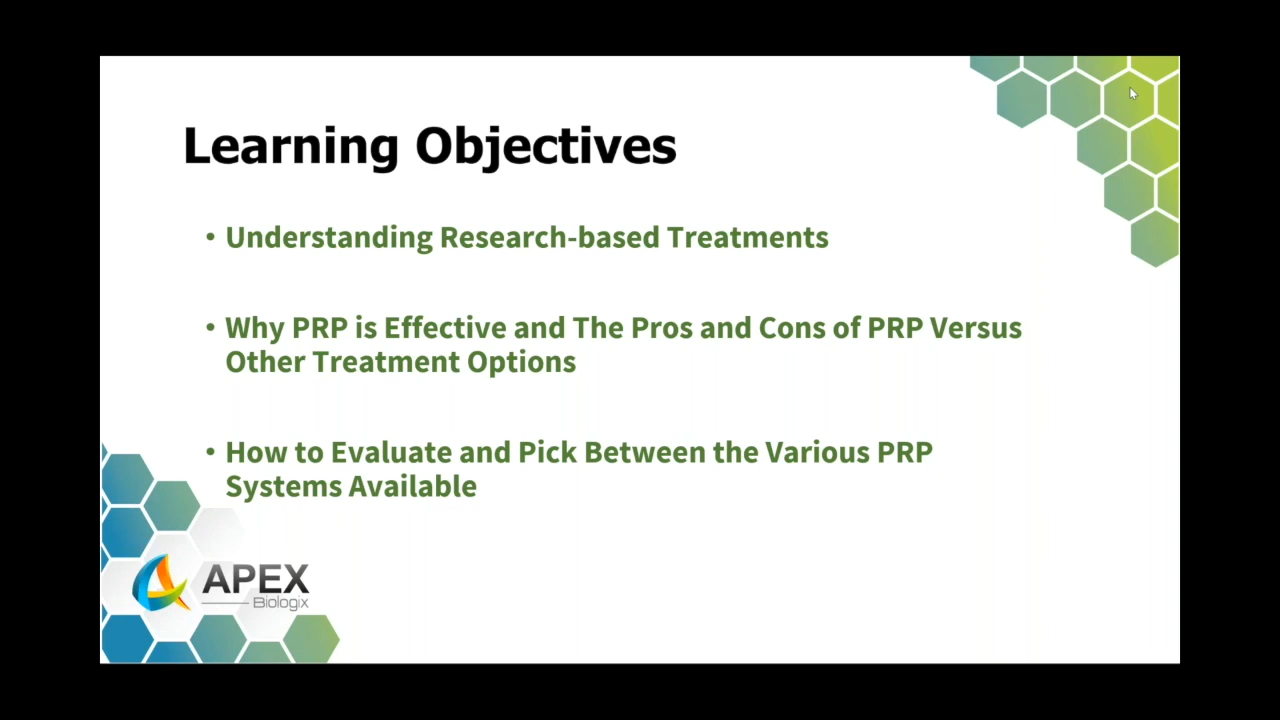 Learning Objectives
• Understanding Research-based Treatments
• Why PRP is Effective and The Pros and Cons of PRP Versus
Other Treatment Options
• How to Evaluate and Pick Between the Various PRP
Systems Available
APEX
Biologix